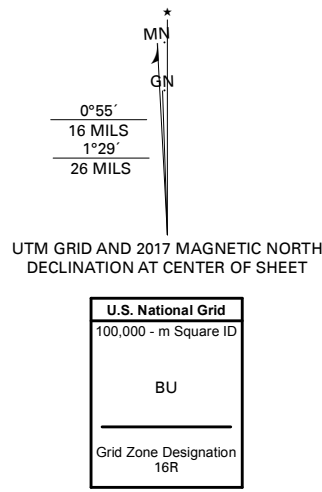 ★
MN
GN
0°55´
16 MILS
1°29´
26 MILS
UTM GRID AND 2017 MAGNETIC NORTH
DECLINATION AT CENTER OF SHEET
U.S. National Grid
100,000 - m Square ID
BU
Grid Zone Designation
16R